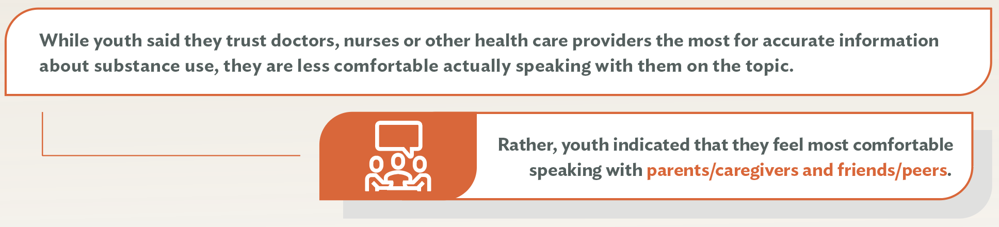 While youth said they trust doctors, nurses or other health care providers the most for accurate information
about substance use, they are less comfortable actually speaking with them on the topic.
Rather, youth indicated that they feel most comfortable
speaking with parents/caregivers and friends/peers.